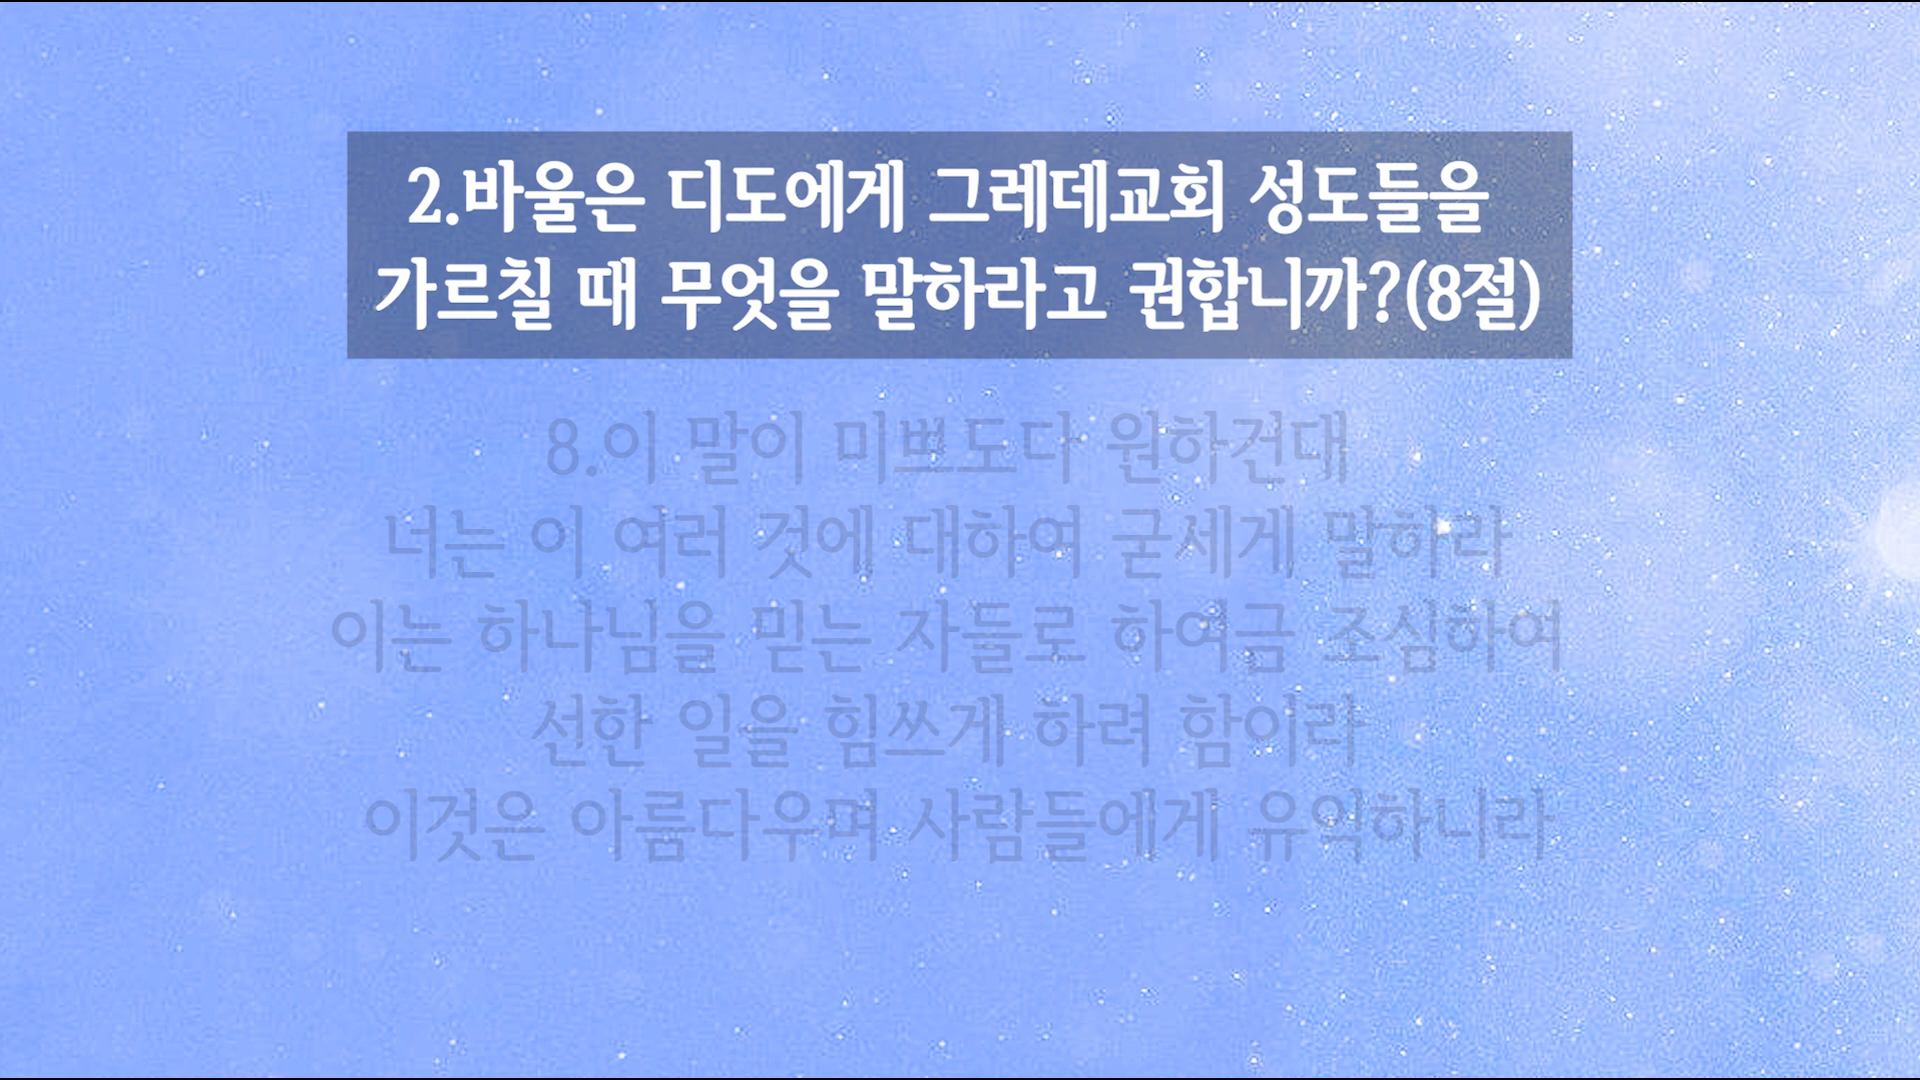 2.바울은 디도에게 그레데교회 성도들을
가르칠 때 무엇을 말하라고 권합니까?(8절)
8.이 말이 미쁘도다 원하건대
너는 이 여러 것에 대하여 굳세게 말하라
이는 하나님을 믿는 자들로 하여금 조심하여
선한 일을 힘쓰게 하려 함이라
이것은 아름다우며 사람들에게 유익하니라